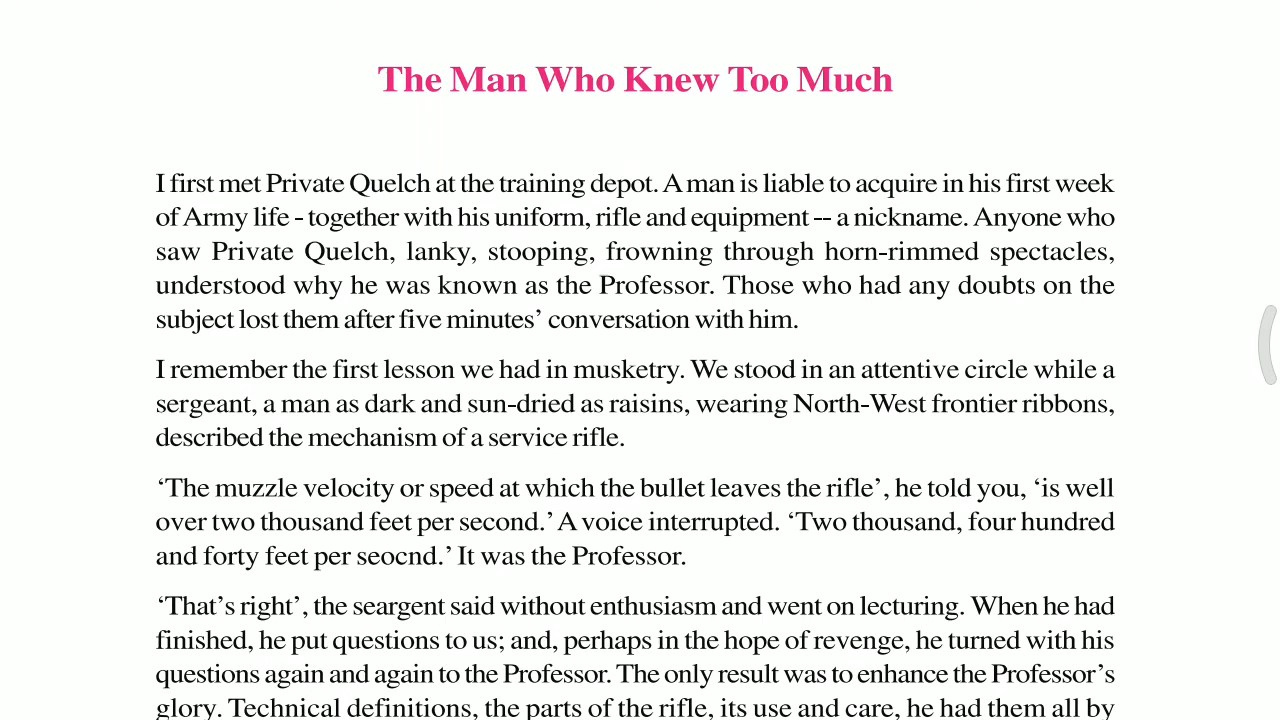 The Man Who Knew Too Much
I first met Private Quelch at the training depot. A man is liable to acquire in his first week
of Army life - together with his uniform, rifle and equipment -- a nickname. Anyone who
saw Private Quelch, lanky, stooping, frowning through horn-rimmed spectacles,
understood why he was known as the Professor. Those who had any doubts on the
subject lost them after five minutes’ conversation with him.
I remember the first lesson we had in musketry. We stood in an attentive circle while a
sergeant, a man as dark and sun-dried as raisins, wearing North-West frontier ribbons,
described the mechanism of a service rifle.
‘The muzzle velocity or speed at which the bullet leaves the rifle’, he told you, ‘is well
over two thousand feet per second.’ A voice interrupted. ‘Two thousand, four hundred
and forty feet per seocnd.’ It was the Professor.
‘That’s right’, the seargent said without enthusiasm and went on lecturing. When he had
finished, he put questions to us; and, perhaps in the hope of revenge, he turned with his
questions again and again to the Professor. The only result was to enhance the Professor’s
glory. Technical definitions, the parts of the rifle, its use and care, he had them all by